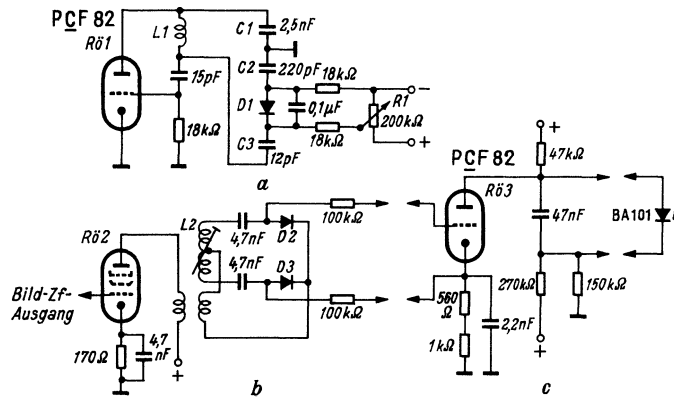 PCF 82
Rö1
L1
C1
2,5nF
C2
220pF
15pF
18kΩ
D1
0,1µF
R1
200kΩ
−
+
18kΩ
18kΩ
C3
12pF
a
PCF 82
Rö3
+
47kΩ
47nF
BA101
100kΩ
L2
4,7nF
D2
4,7nF
D3
100kΩ
Rö2
Bild-Zf-
Ausgang
170Ω
4,7
nF
+
b
560
Ω
1kΩ
2,2nF
270kΩ
150kΩ
+
c